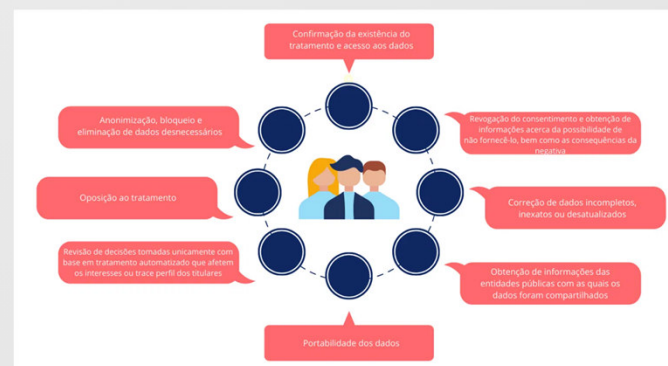 Confirmação da existência do
tratamento e acesso aos dados
Anonimização, bloqueio e
eliminação de dados desnecessários
Revogação do consentimento e obtenção de
informações acerca da possibilidade de
não fornecê-lo, bem como as consequências da
negativa
Oposição ao tratamento
Correção de dados incompletos,
inexatos ou desatualizados
Revisão de decisões tomadas unicamente com
base em tratamento automatizado que afetem
os interesses ou trace perfil dos titulares
Obtenção de informações das
entidades públicas com as quais os
dados foram compartilhados
Portabilidade dos dados